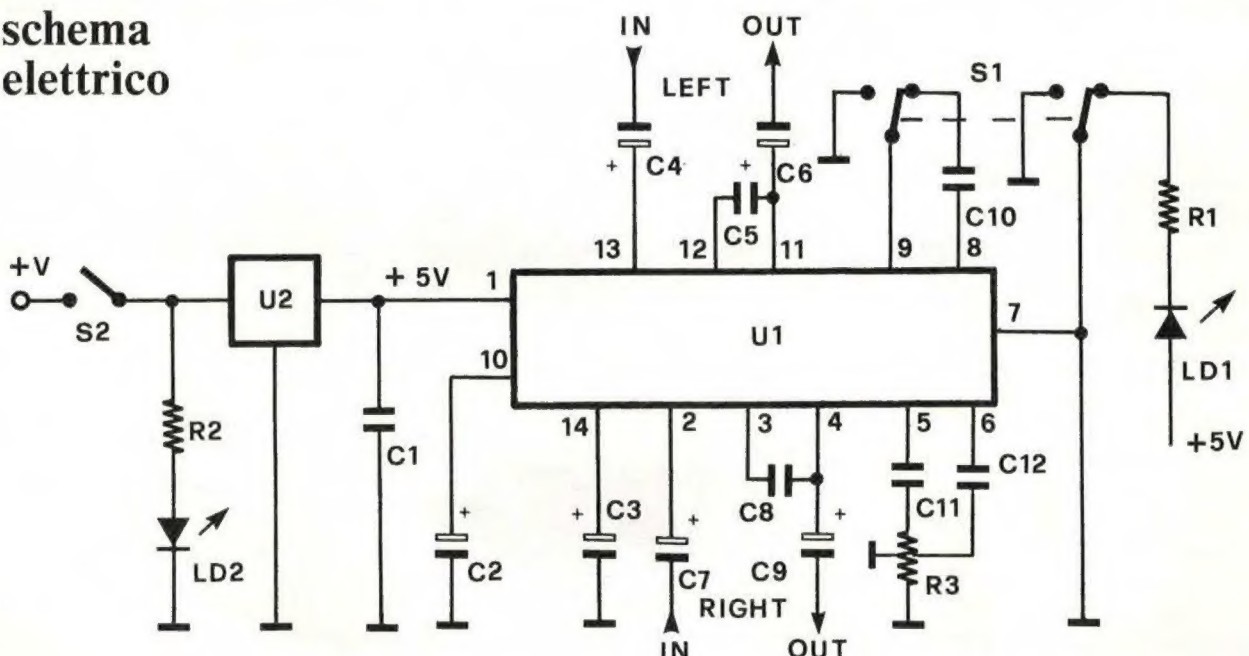 schema
elettrico
IN
OUT
LEFT
S1
+
C4
+
C6
C5
C10
R1
13
12
11
9
8
+V
S2
U2
+ 5V
1
10
U1
7
LD1
+5V
R2
C1
14
2
3
4
5
6
C12
LD2
+
C2
+
C3
+
C7
C8
+
C9
C11
R3
RIGHT
IN
OUT